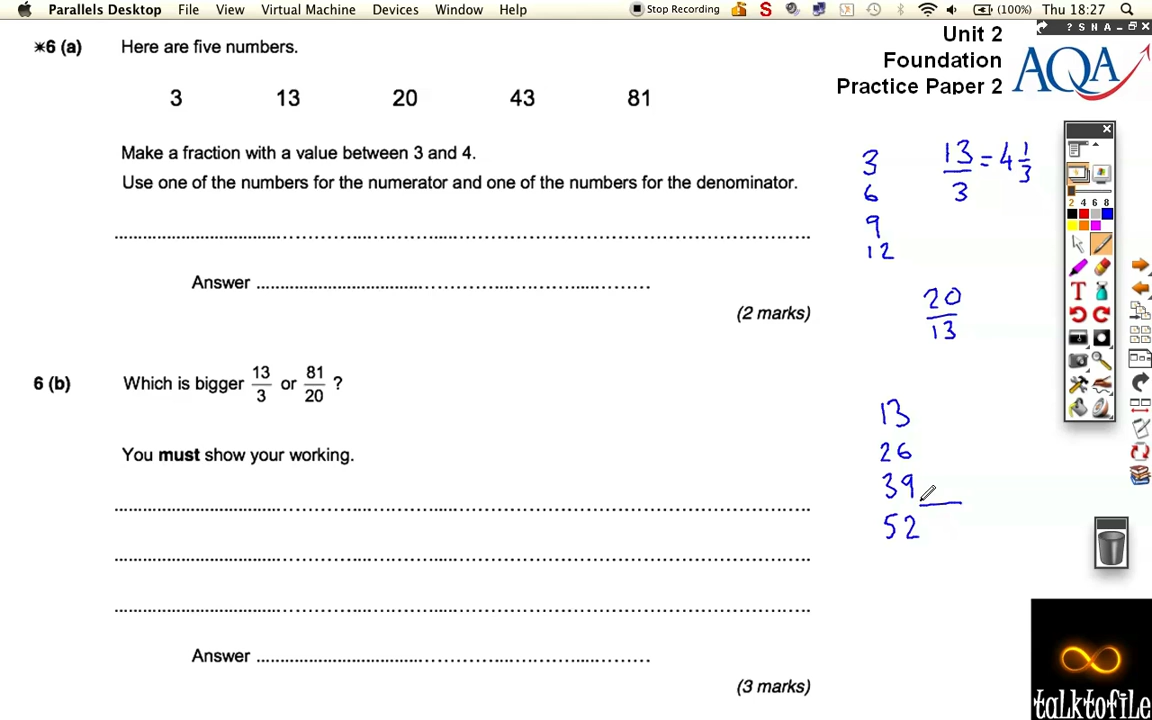 Parallels Desktop File View Virtual Machine Devices Window Help Stop Recording S (100%) Thu 18:27
? S N A
Unit 2
Foundation
Practice Paper 2
AQA
✶6 (a) Here are five numbers.
3 13 20 43 81
Make a fraction with a value between 3 and 4.
Use one of the numbers for the numerator and one of the numbers for the denominator.
Answer
(2 marks)
3
6
9
12
13/3 = 4 1/3
20/13
2 4 6 8
T
6 (b) Which is bigger 13/3 or 81/20 ?
You must show your working.
13
26
39
52
Answer
(3 marks)
talktofile